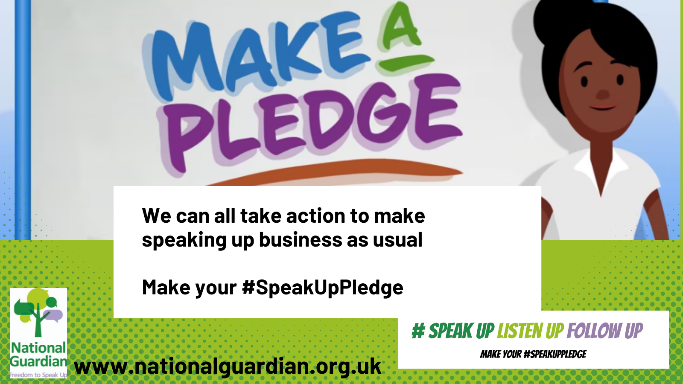 MAKE A
PLEDGE
We can all take action to make
speaking up business as usual
Make your #SpeakUpPledge
# SPEAK UP LISTEN UP FOLLOW UP
MAKE YOUR #SPEAKUPPLEDGE
National
Guardian
Freedom to Speak Up
www.nationalguardian.org.uk